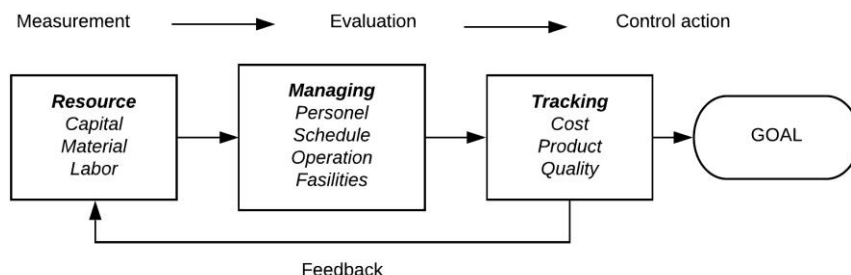 Measurement
Evaluation
Control action
Resource
Capital
Material
Labor
Managing
Personel
Schedule
Operation
Fasilities
Tracking
Cost
Product
Quality
GOAL
Feedback